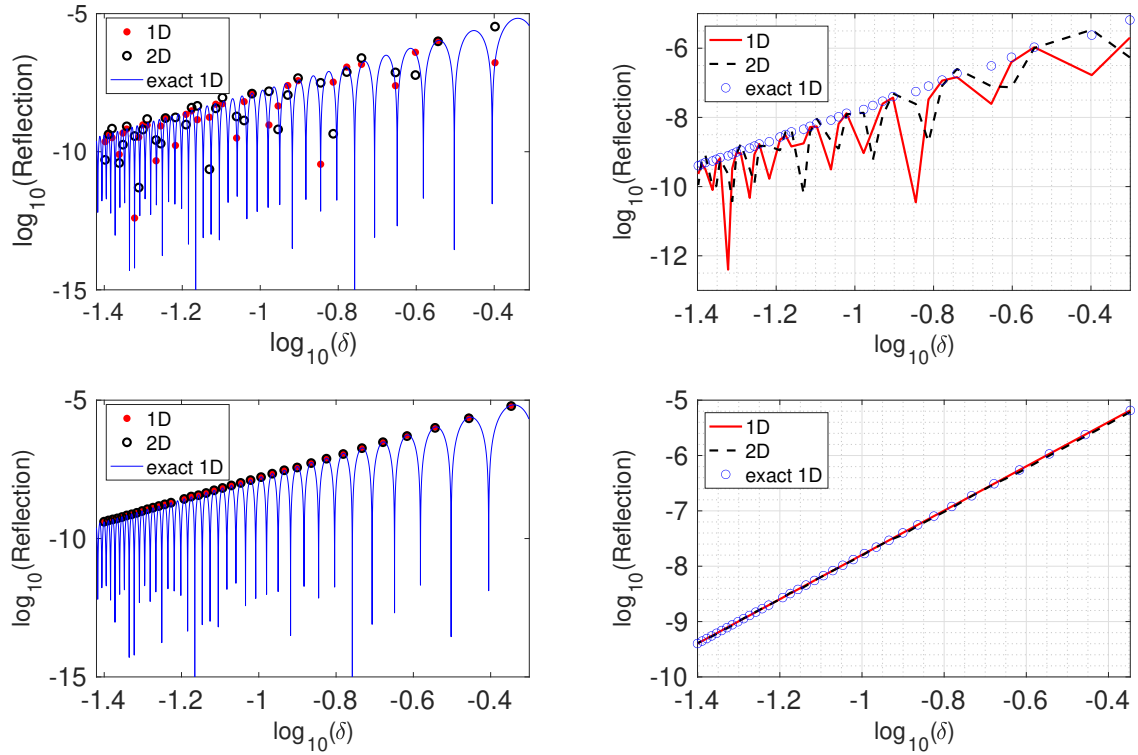 -5
-10
-15
-1.4 -1.2 -1 -0.8 -0.6 -0.4
log10(δ)
log10(Reflection)
1D
2D
exact 1D
-6
-8
-10
-12
-1.4 -1.2 -1 -0.8 -0.6 -0.4
log10(δ)
log10(Reflection)
1D
2D
exact 1D
-5
-10
-15
-1.4 -1.2 -1 -0.8 -0.6 -0.4
log10(δ)
log10(Reflection)
1D
2D
exact 1D
-5
-6
-7
-8
-9
-10
-1.4 -1.2 -1 -0.8 -0.6 -0.4
log10(δ)
log10(Reflection)
1D
2D
exact 1D